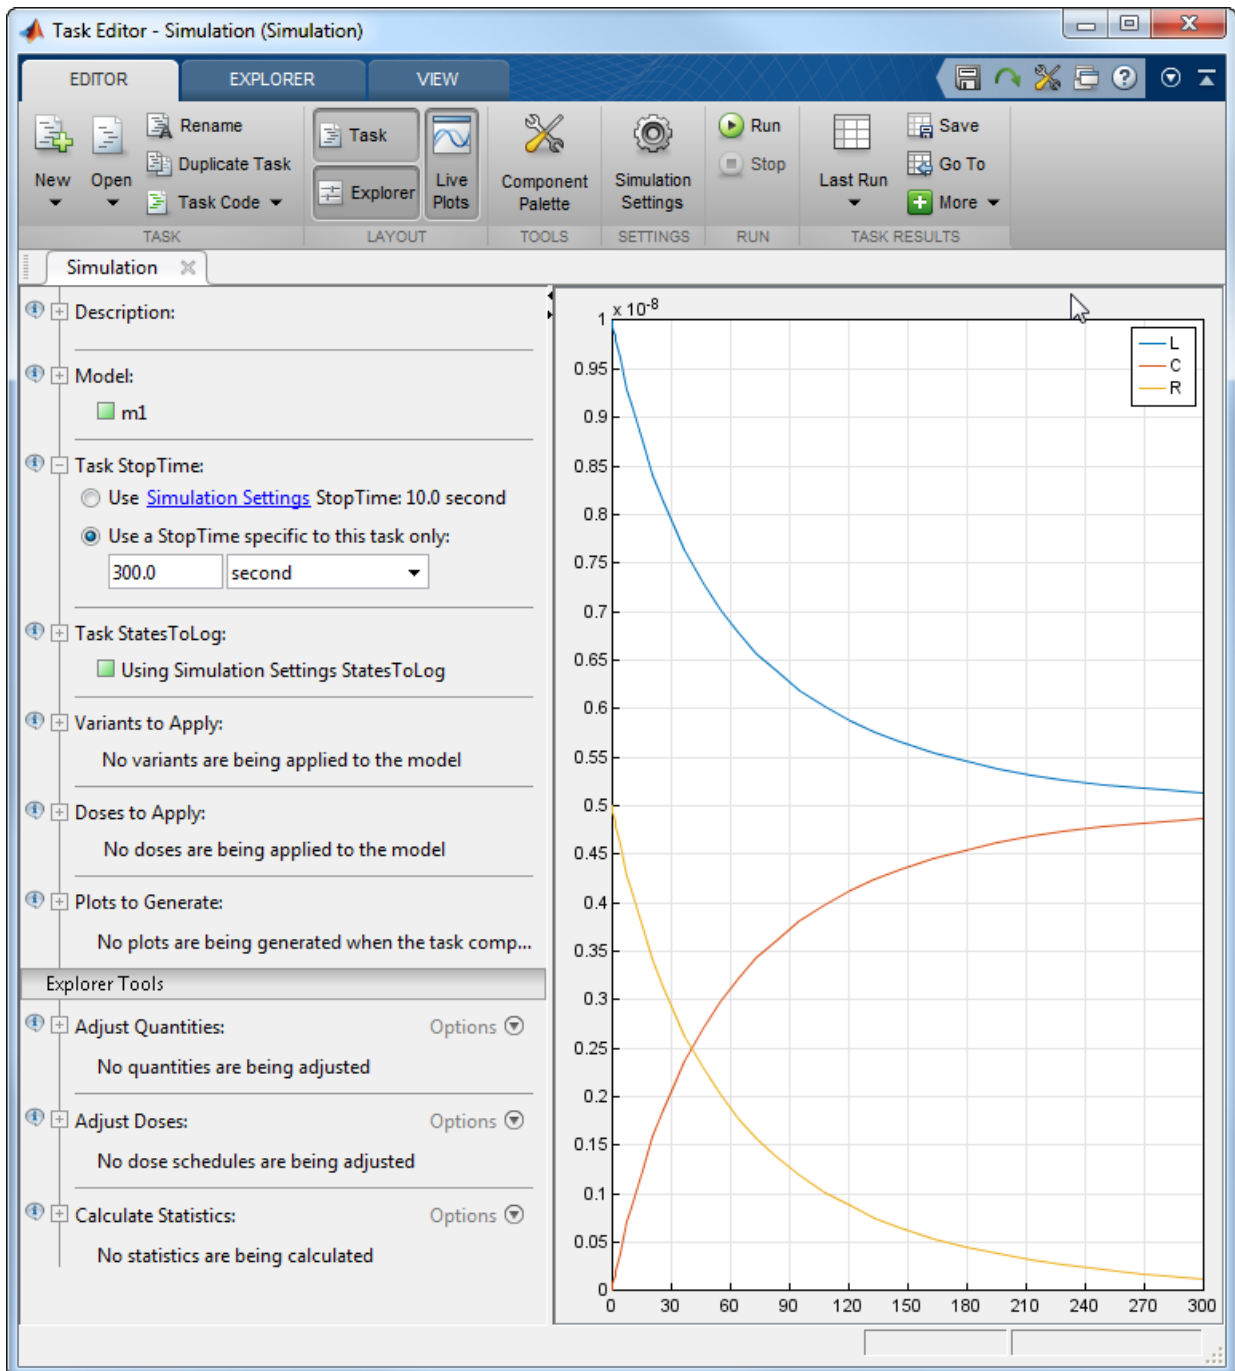 Task Editor - Simulation (Simulation)
EDITOR EXPLORER VIEW
New
Open
Rename
Duplicate Task
Task Code
TASK
Task
Explorer
Live
Plots
LAYOUT
Component
Palette
TOOLS
Simulation
Settings
SETTINGS
Run
Stop
RUN
Last Run
Save
Go To
More
TASK RESULTS
Simulation
Description:
Model:
m1
Task StopTime:
Use Simulation Settings StopTime: 10.0 second
Use a StopTime specific to this task only:
300.0 second
Task StatesToLog:
Using Simulation Settings StatesToLog
Variants to Apply:
No variants are being applied to the model
Doses to Apply:
No doses are being applied to the model
Plots to Generate:
No plots are being generated when the task comp...
Explorer Tools
Adjust Quantities: Options
No quantities are being adjusted
Adjust Doses: Options
No dose schedules are being adjusted
Calculate Statistics: Options
No statistics are being calculated
x 10-8
1
0.95
0.9
0.85
0.8
0.75
0.7
0.65
0.6
0.55
0.5
0.45
0.4
0.35
0.3
0.25
0.2
0.15
0.1
0.05
0
0 30 60 90 120 150 180 210 240 270 300
L
C
R